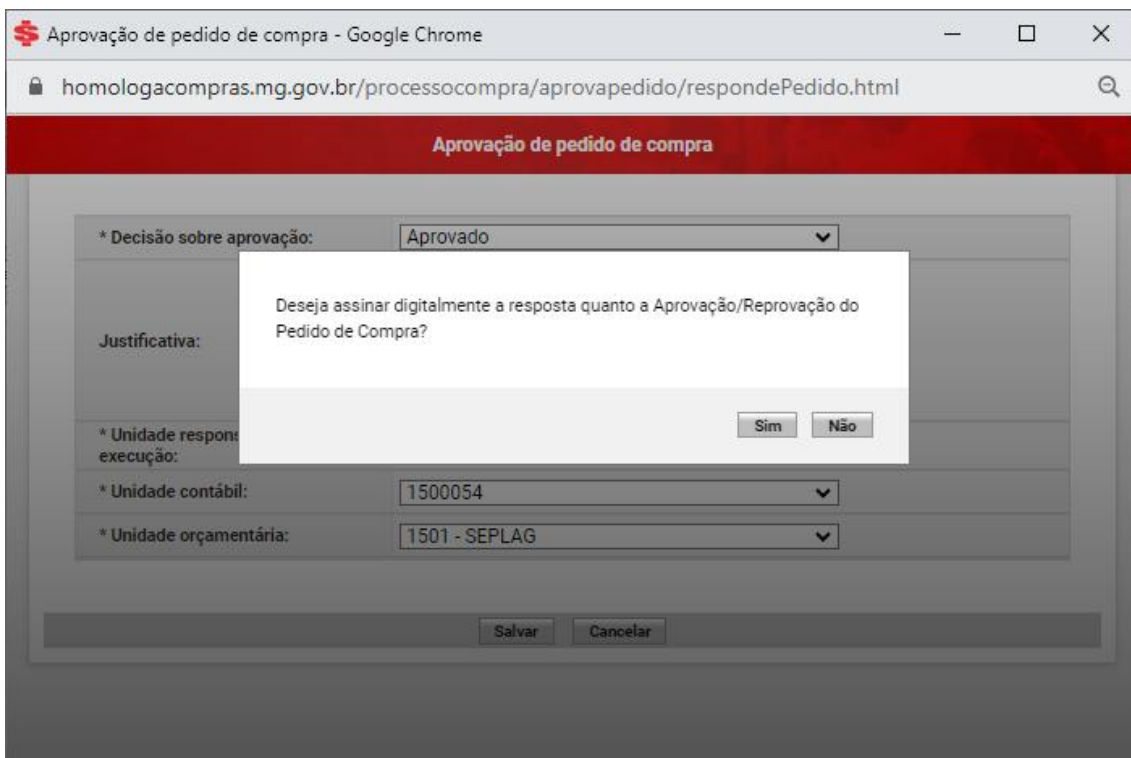 Aprovação de pedido de compra - Google Chrome
homologacompras.mg.gov.br/processocompra/aprovapedido/respondePedido.html
Aprovação de pedido de compra
* Decisão sobre aprovação: Aprovado
Deseja assinar digitalmente a resposta quanto a Aprovação/Reprovação do
Pedido de Compra?
Justificativa:
Sim Não
* Unidade respons
execução:
* Unidade contábil: 1500054
* Unidade orçamentária: 1501 - SEPLAG
Salvar Cancelar